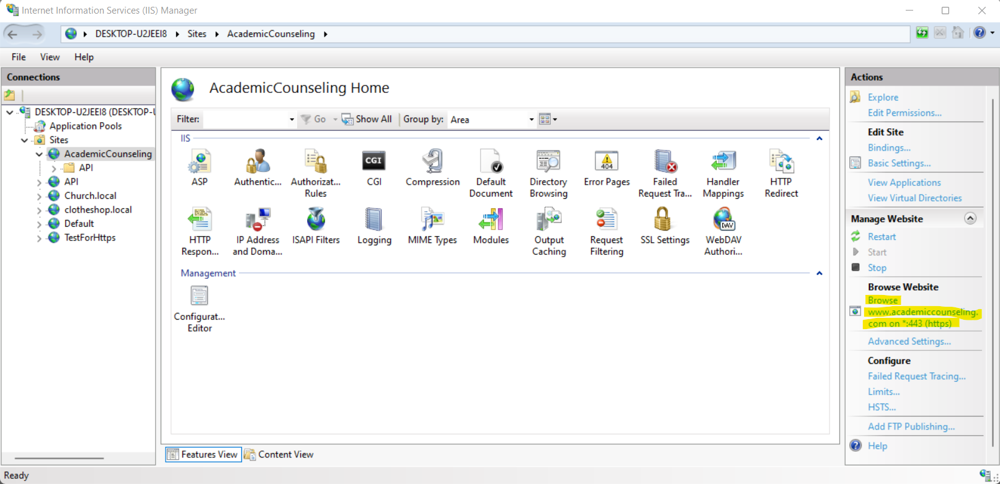 Internet Information Services (IIS) Manager
DESKTOP-U2JEEI8 Sites AcademicCounseling
File View Help
Connections
DESKTOP-U2JEEI8 (DESKTOP-U
Application Pools
Sites
AcademicCounseling
API
API
Church.local
clotheshop.local
Default
TestForHttps
AcademicCounseling Home
Filter: Go Show All Group by: Area
IIS
ASP
Authentic...
Authorizat...
Rules
CGI
CGI
Compression
Default
Document
Directory
Browsing
404
Error Pages
Failed
Request Tra...
Handler
Mappings
HTTP
Redirect
HTTP
Respon...
IP Address
and Doma...
ISAPI Filters
Logging
MIME Types
Modules
Output
Caching
Request
Filtering
SSL Settings
DAV
WebDAV
Authori...
Management
Configurat...
Editor
Features View Content View
Actions
Explore
Edit Permissions...
Edit Site
Bindings...
Basic Settings...
View Applications
View Virtual Directories
Manage Website
Restart
Start
Stop
Browse Website
Browse
www.academiccounseling.
com on *:443 (https)
Advanced Settings...
Configure
Failed Request Tracing...
Limits...
HSTS...
Add FTP Publishing...
Help
Ready